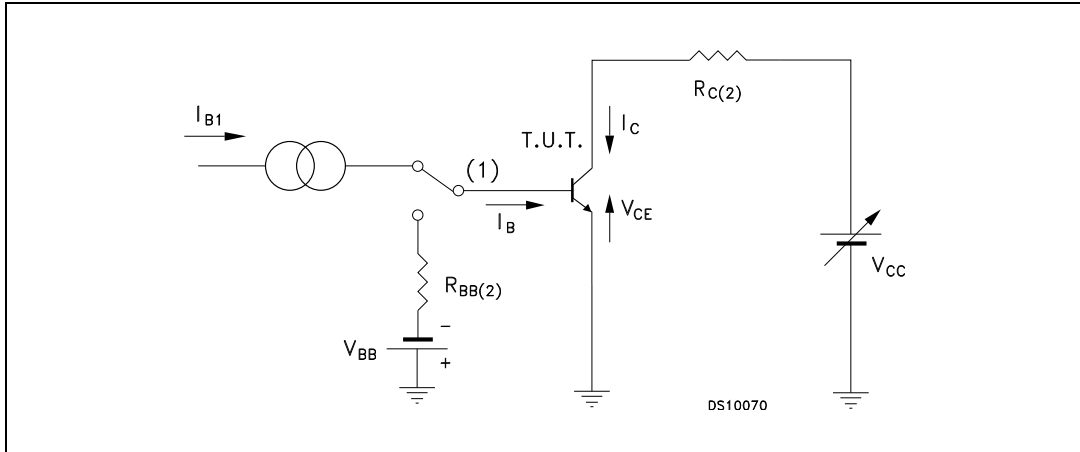 I_B1
R_C(2)
T.U.T.
I_C
(1)
I_B
V_CE
R_BB(2)
V_BB
-
+
V_CC
DS10070